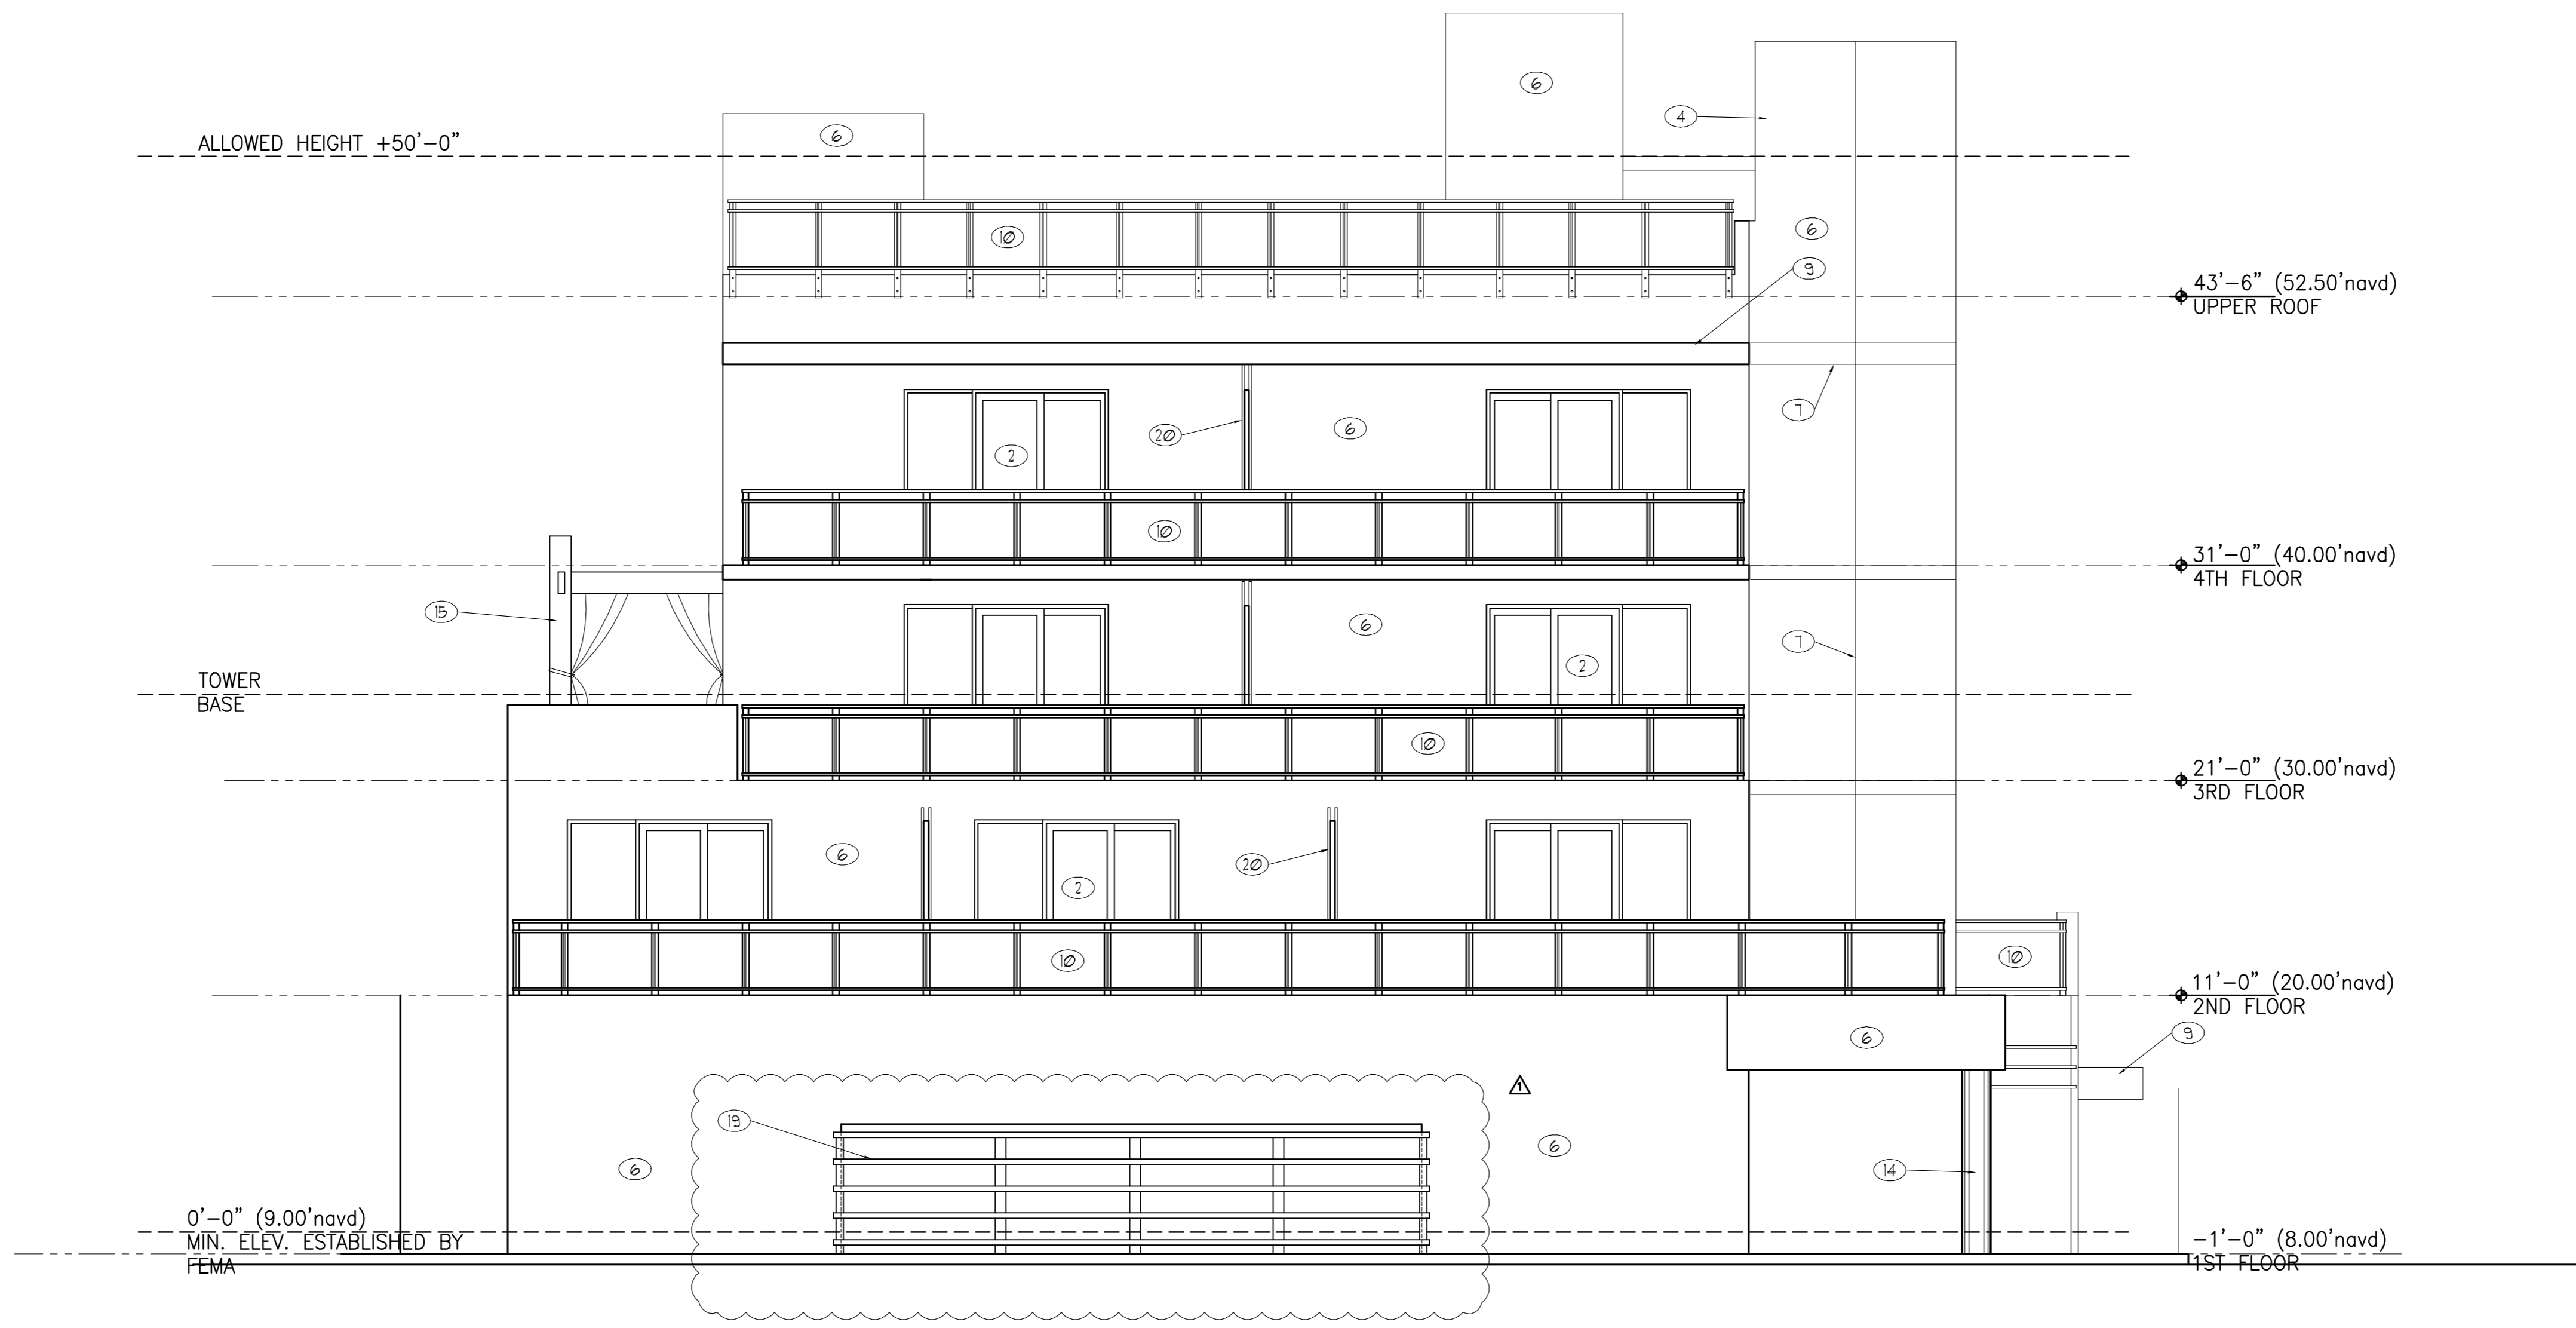 6
6
4
ALLOWED HEIGHT +50'-0"
10
6
9
43'-6" (52.50'navd)
UPPER ROOF
7
20
6
2
10
31'-0" (40.00'navd)
4TH FLOOR
15
6
7
2
TOWER
BASE
10
21'-0" (30.00'navd)
3RD FLOOR
6
20
2
10
10
11'-0" (20.00'navd)
2ND FLOOR
6
9
1
19
6
6
14
0'-0" (9.00'navd)
MIN. ELEV. ESTABLISHED BY
FEMA
-1'-0" (8.00'navd)
1ST FLOOR